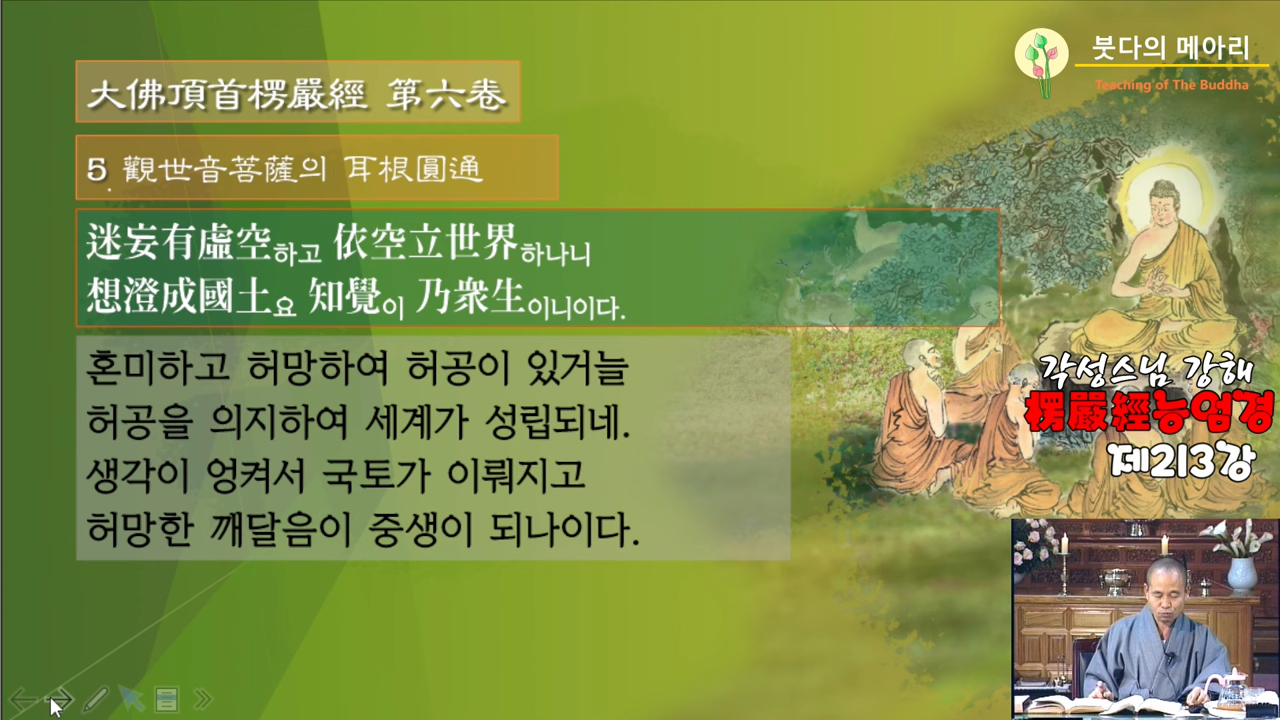 大佛頂首楞嚴經 第六卷
5. 觀世音菩薩의 耳根圓通
迷妄有虛空하고 依空立世界하나니
想澄成國土요 知覺이 乃衆生이니이다.
혼미하고 허망하여 허공이 있거늘
허공을 의지하여 세계가 성립되네.
생각이 엉켜서 국토가 이뤄지고
허망한 깨달음이 중생이 되나이다.
붓다의 메아리
Teaching of The Buddha
각성스님 강해
楞嚴經능엄경
제213강